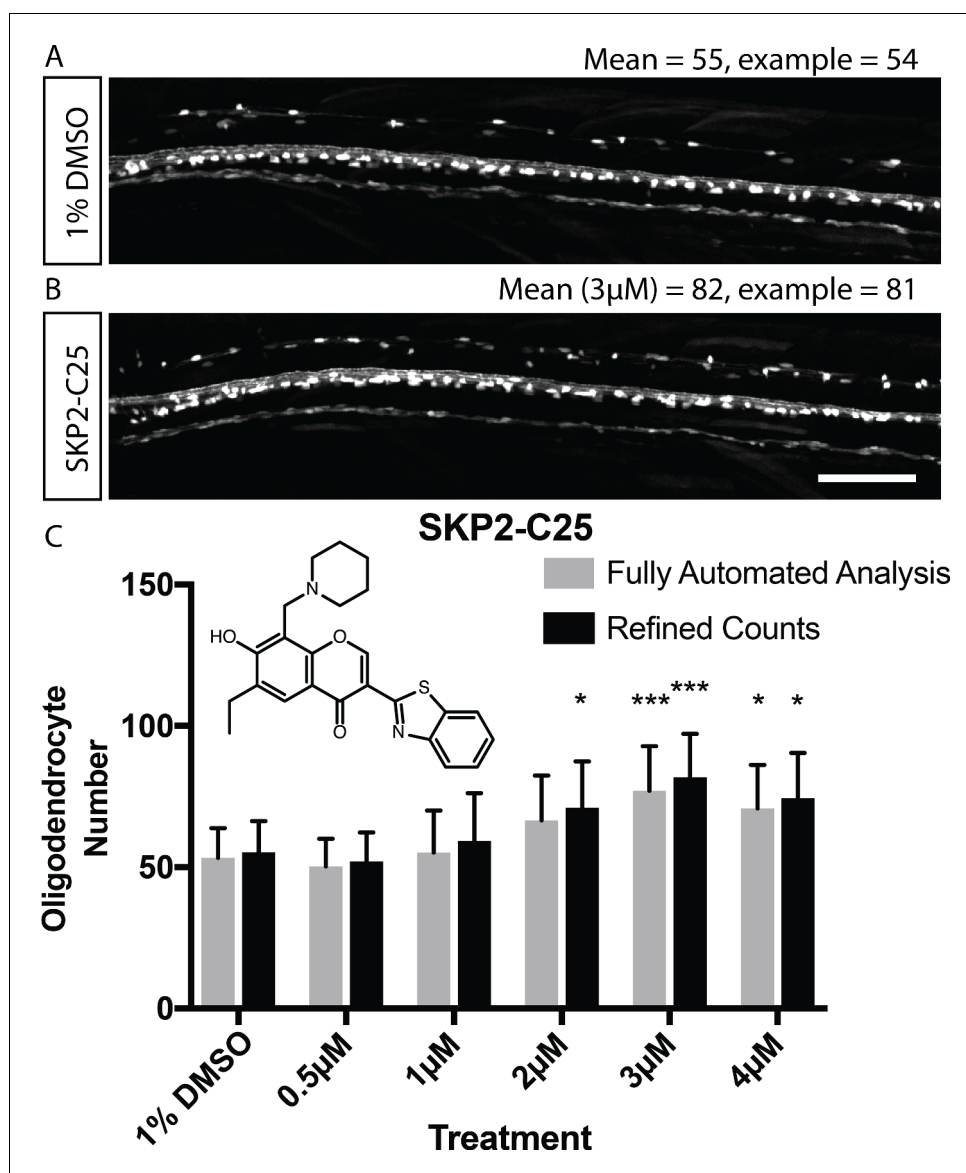 A
Mean = 55, example = 54
1% DMSO
B
Mean (3µM) = 82, example = 81
SKP2-C25
C
SKP2-C25
Fully Automated Analysis
Refined Counts
150
100
50
0
Oligodendrocyte
Number
N
HO
O
S
N
O
*
***
***
*
*
1% DMSO
0.5µM
1µM
2µM
3µM
4µM
Treatment